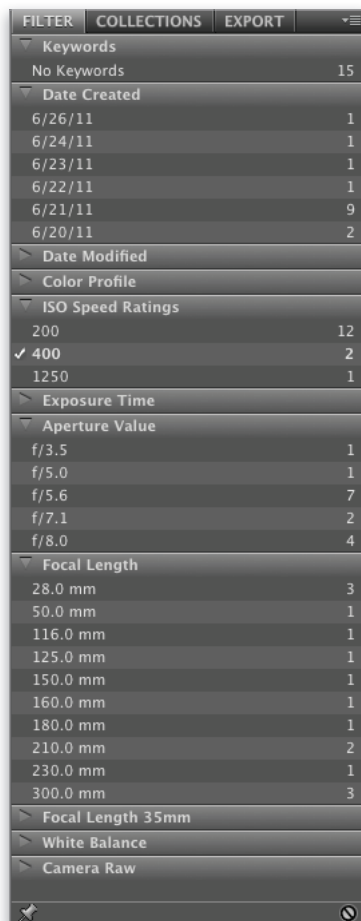 FILTER COLLECTIONS EXPORT
Keywords
No Keywords 15
Date Created
6/26/11 1
6/24/11 1
6/23/11 1
6/22/11 1
6/21/11 9
6/20/11 2
Date Modified
Color Profile
ISO Speed Ratings
200 12
✓ 400 2
1250 1
Exposure Time
Aperture Value
f/3.5 1
f/5.0 1
f/5.6 7
f/7.1 2
f/8.0 4
Focal Length
28.0 mm 3
50.0 mm 1
116.0 mm 1
125.0 mm 1
150.0 mm 1
160.0 mm 1
180.0 mm 1
210.0 mm 2
230.0 mm 1
300.0 mm 3
Focal Length 35mm
White Balance
Camera Raw